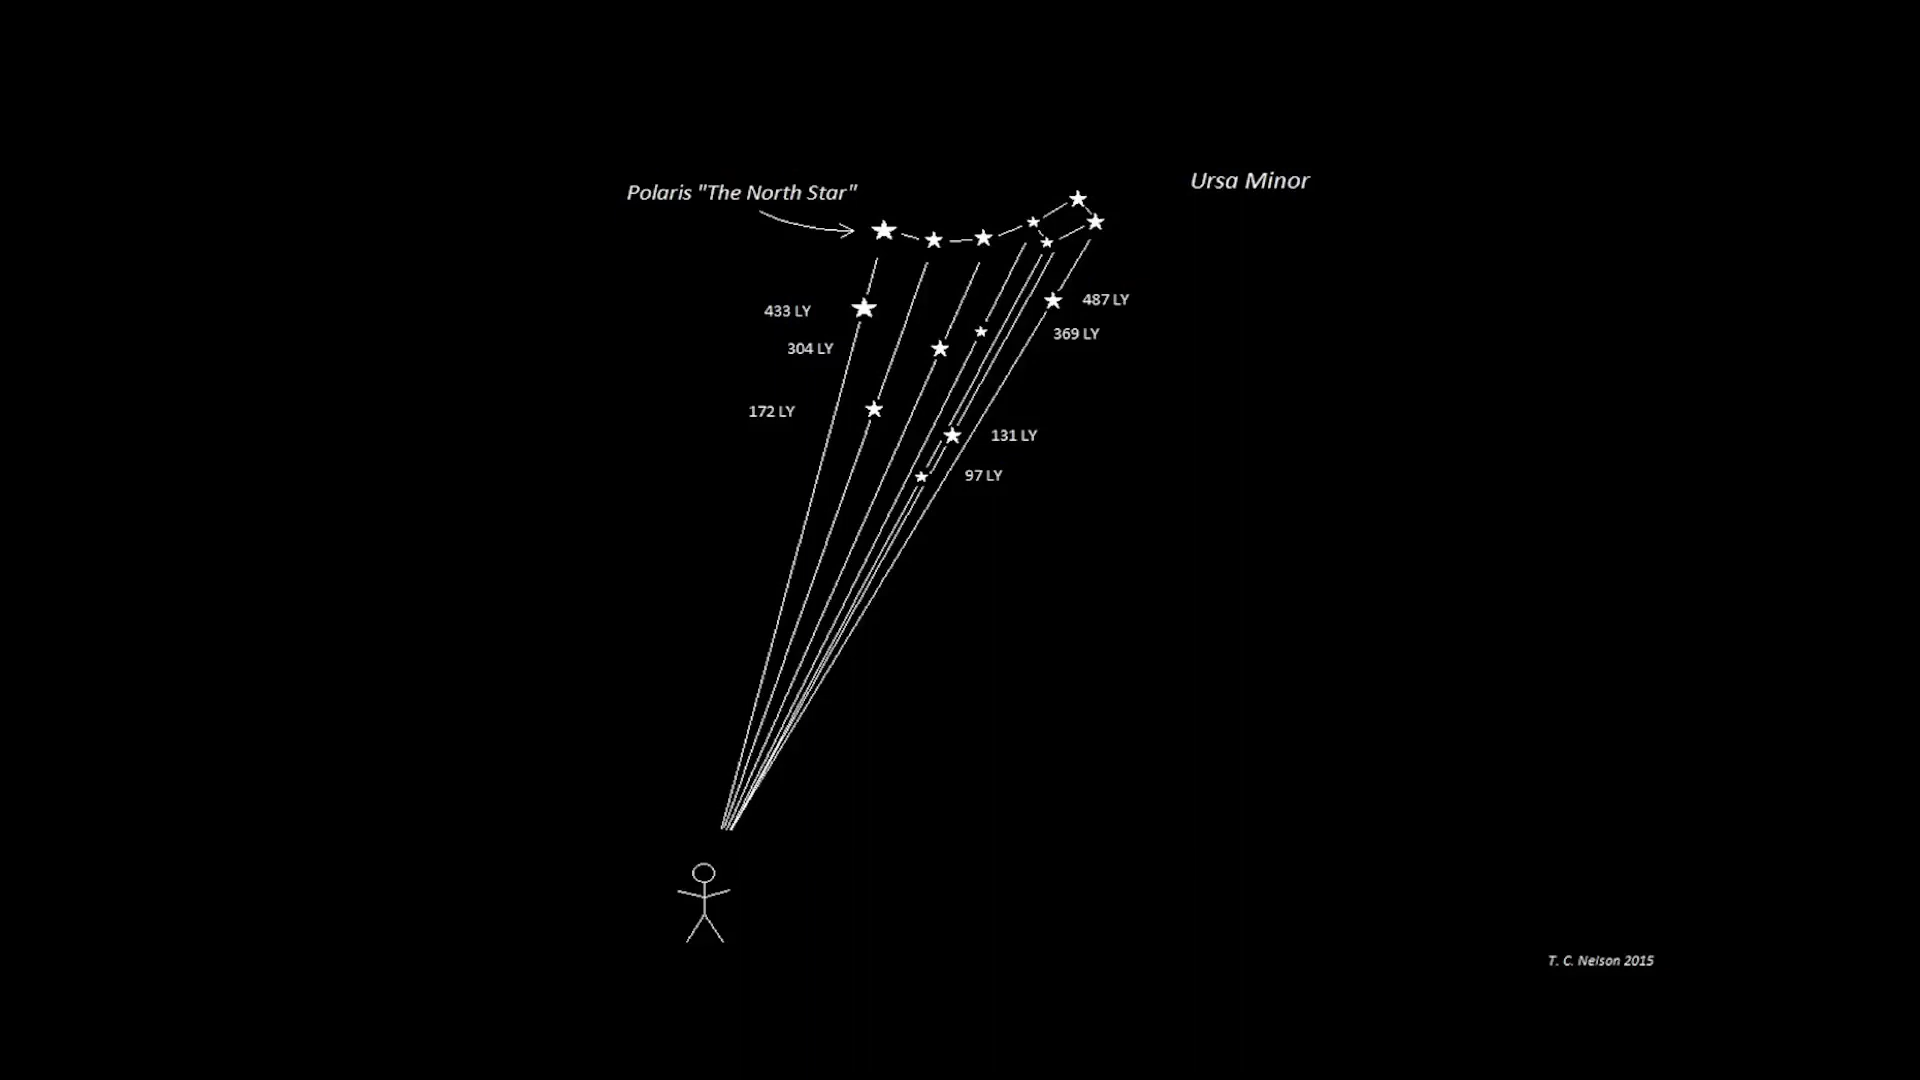 Ursa Minor
Polaris "The North Star"
487 LY
433 LY
369 LY
304 LY
172 LY
131 LY
97 LY
T. C. Nelson 2015